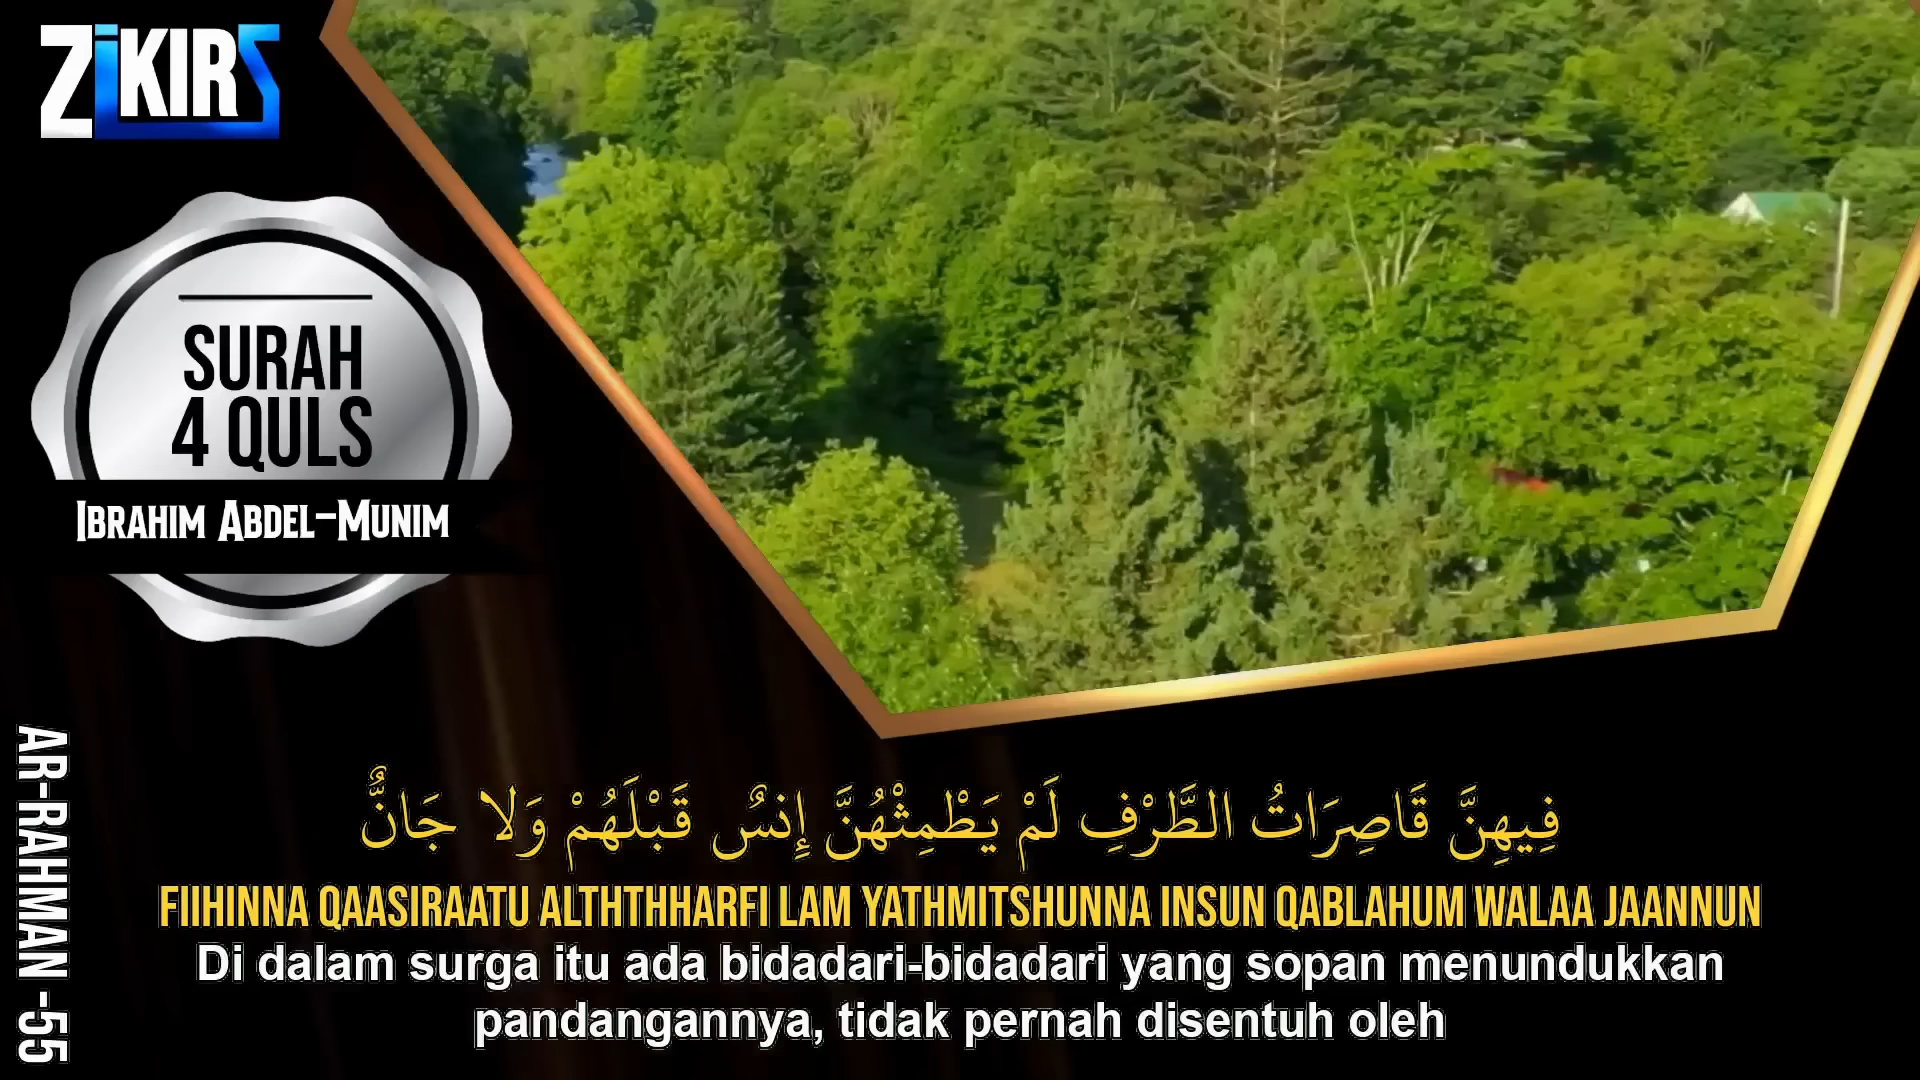 ZiKIRS
SURAH
4 QULS
IBRAHIM ABDEL-MUNIM
AR-RAHMAN -55
فِيهِنَّ قَاصِرَاتُ الطَّرْفِ لَمْ يَطْمِثْهُنَّ إِنسٌ قَبْلَهُمْ وَلا جَانٌّ
FIIHINNA QAASIRAATU ALTHTHHARFI LAM YATHMITSHUNNA INSUN QABLAHUM WALAA JAANNUN
Di dalam surga itu ada bidadari-bidadari yang sopan menundukkan
pandangannya, tidak pernah disentuh oleh